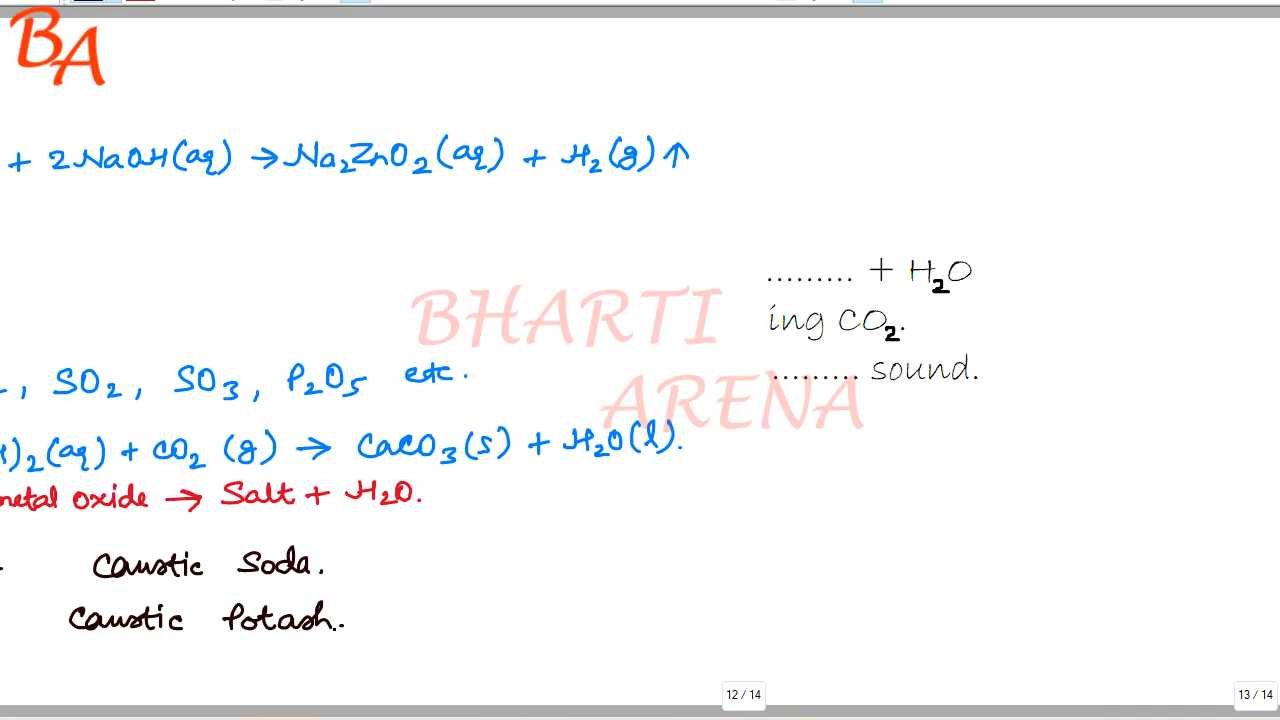 BA
+ 2NaOH(aq) → Na₂ZnO₂(aq) + H₂(g)↑
......... + H₂O
ing CO₂.
......... sound.
BHARTI
ARENA
, SO₂, SO₃, P₂O₅ etc.
)₂(aq) + CO₂(g) → CaCO₃(s) + H₂O(l).
metal oxide → Salt + H₂O.
Caustic Soda.
Caustic Potash.
12 / 14
13 / 14